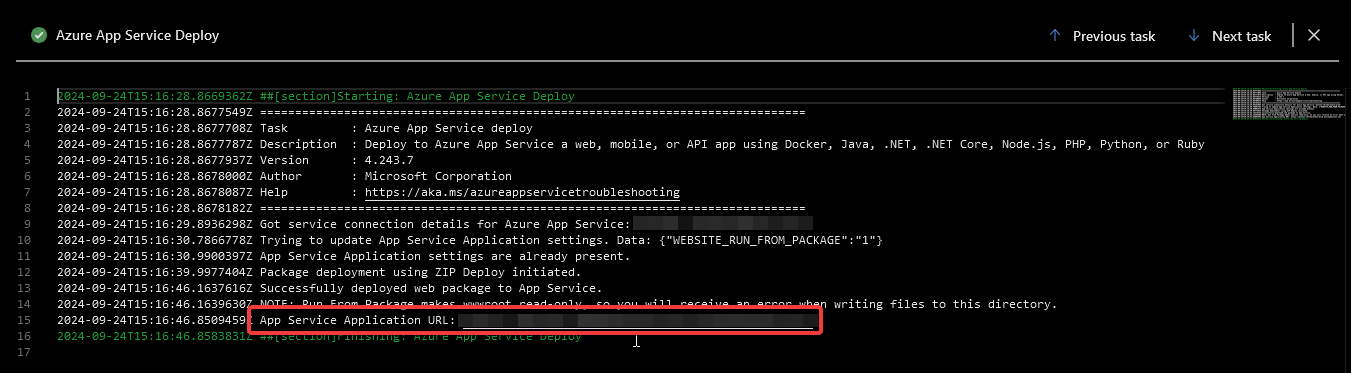 Azure App Service Deploy
Previous task
Next task
1 2024-09-24T15:16:28.8669362Z ##[section]Starting: Azure App Service Deploy
2 2024-09-24T15:16:28.8677549Z ==============================================================================
3 2024-09-24T15:16:28.8677708Z Task         : Azure App Service deploy
4 2024-09-24T15:16:28.8677787Z Description  : Deploy to Azure App Service a web, mobile, or API app using Docker, Java, .NET, .NET Core, Node.js, PHP, Python, or Ruby
5 2024-09-24T15:16:28.8677937Z Version      : 4.243.7
6 2024-09-24T15:16:28.8678000Z Author       : Microsoft Corporation
7 2024-09-24T15:16:28.8678087Z Help         : https://aka.ms/azureappservicetroubleshooting
8 2024-09-24T15:16:28.8678182Z ==============================================================================
9 2024-09-24T15:16:29.8936298Z Got service connection details for Azure App Service:
10 2024-09-24T15:16:30.7866778Z Trying to update App Service Application settings. Data: {"WEBSITE_RUN_FROM_PACKAGE":"1"}
11 2024-09-24T15:16:30.9900397Z App Service Application settings are already present.
12 2024-09-24T15:16:39.9977404Z Package deployment using ZIP Deploy initiated.
13 2024-09-24T15:16:46.1637616Z Successfully deployed web package to App Service.
14 2024-09-24T15:16:46.1639630Z NOTE: Run From Package makes wwwroot read-only, so you will receive an error when writing files to this directory.
15 2024-09-24T15:16:46.8509459Z App Service Application URL:
16 2024-09-24T15:16:46.8583831Z ##[section]Finishing: Azure App Service Deploy
17